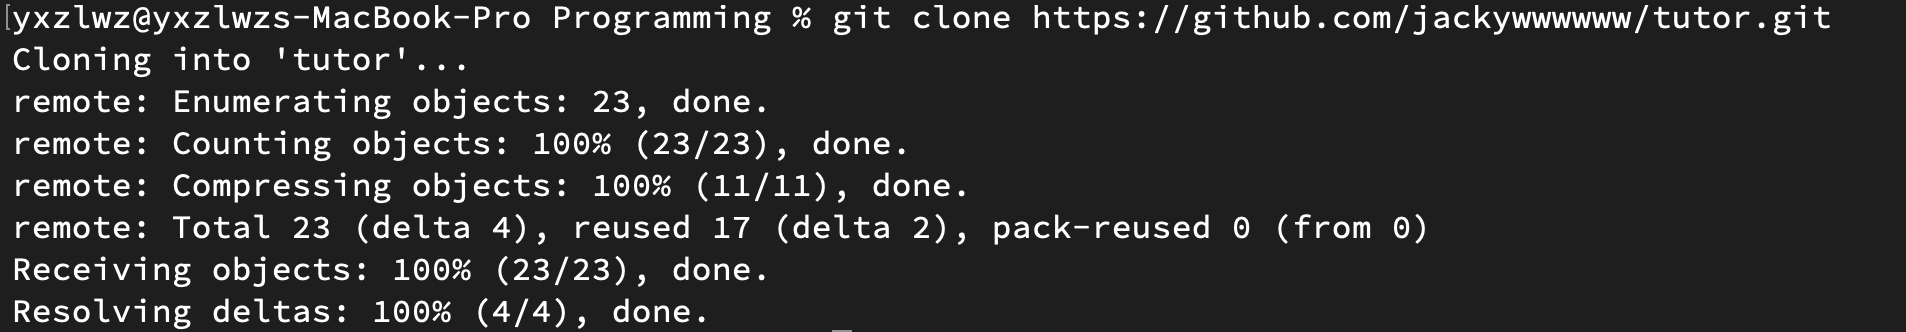 [yxzlwz@yxzlwzs-MacBook-Pro Programming % git clone https://github.com/jackywwwwww/tutor.git
Cloning into 'tutor'...
remote: Enumerating objects: 23, done.
remote: Counting objects: 100% (23/23), done.
remote: Compressing objects: 100% (11/11), done.
remote: Total 23 (delta 4), reused 17 (delta 2), pack-reused 0 (from 0)
Receiving objects: 100% (23/23), done.
Resolving deltas: 100% (4/4), done.